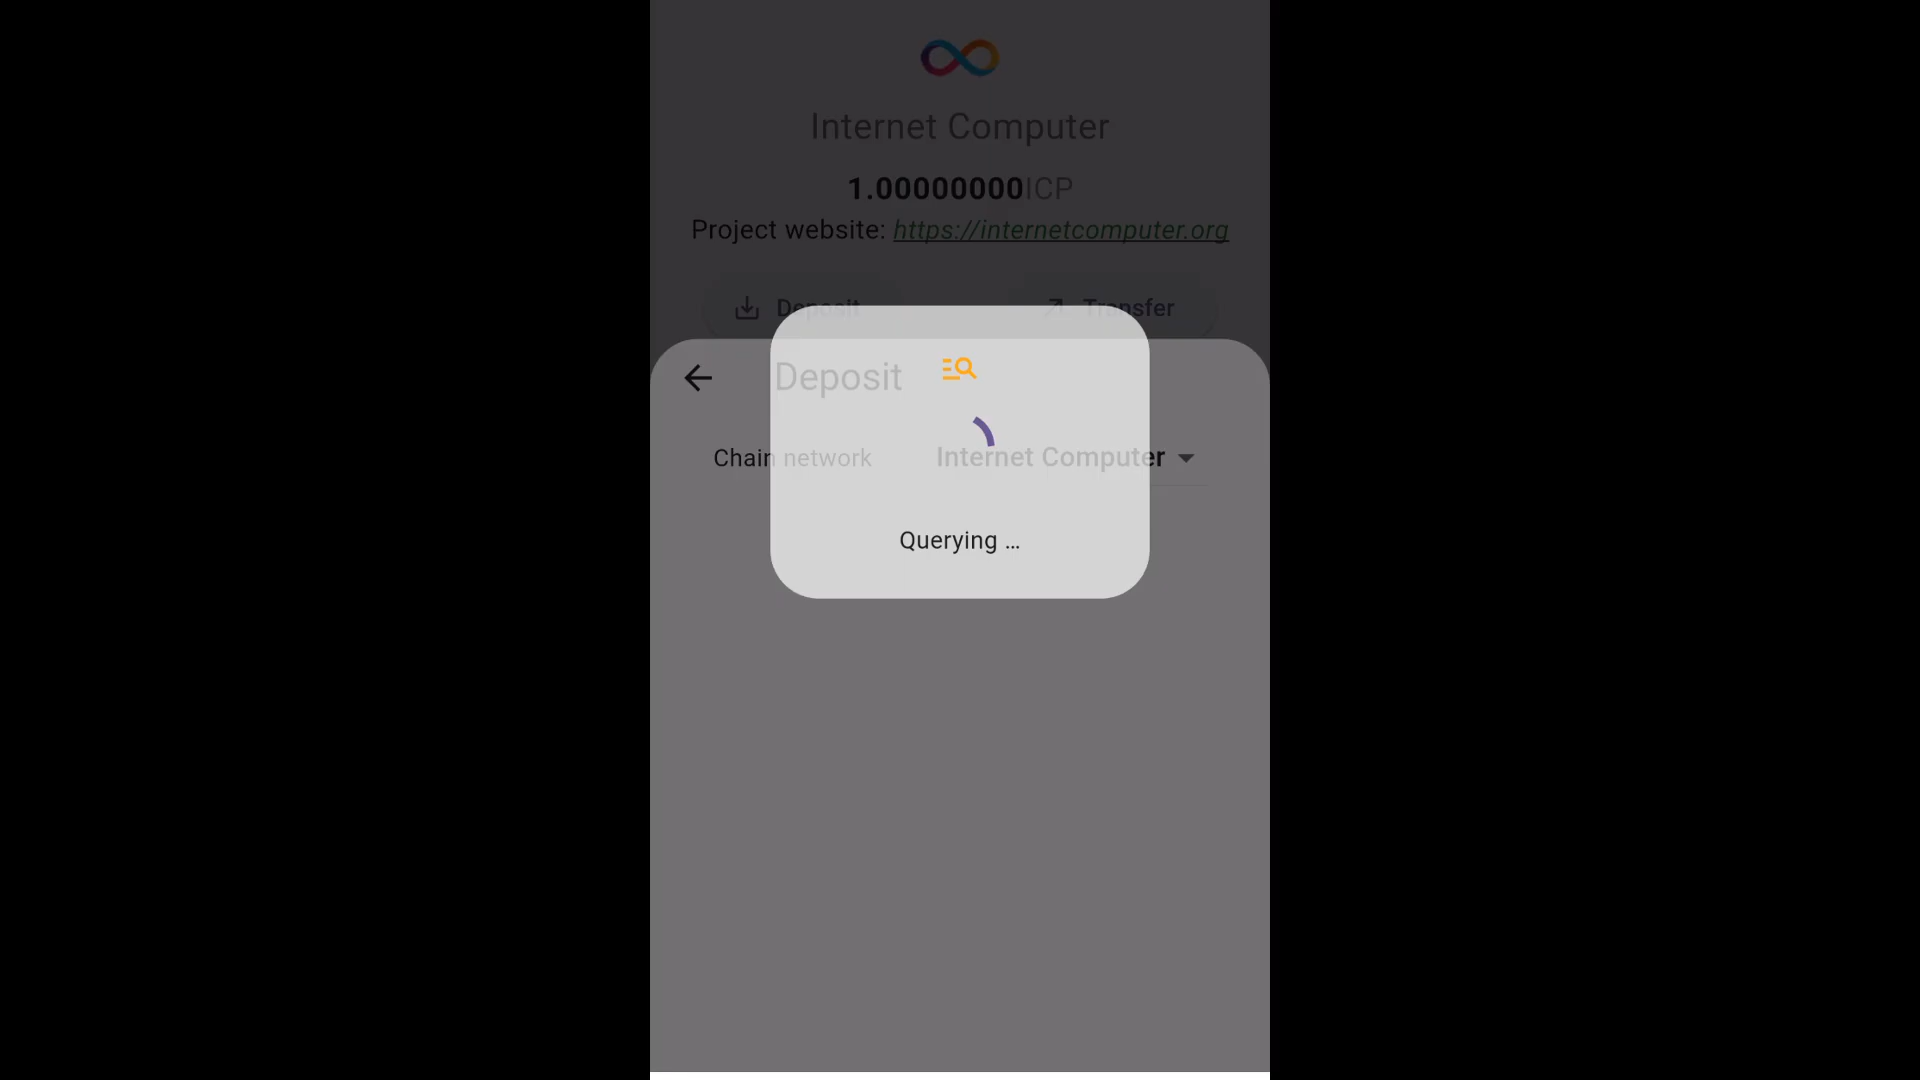 Internet Computer
1.00000000ICP
Project website: https://internetcomputer.org
Deposit
Transfer
Deposit
Chain network
Internet Computer
Querying ...